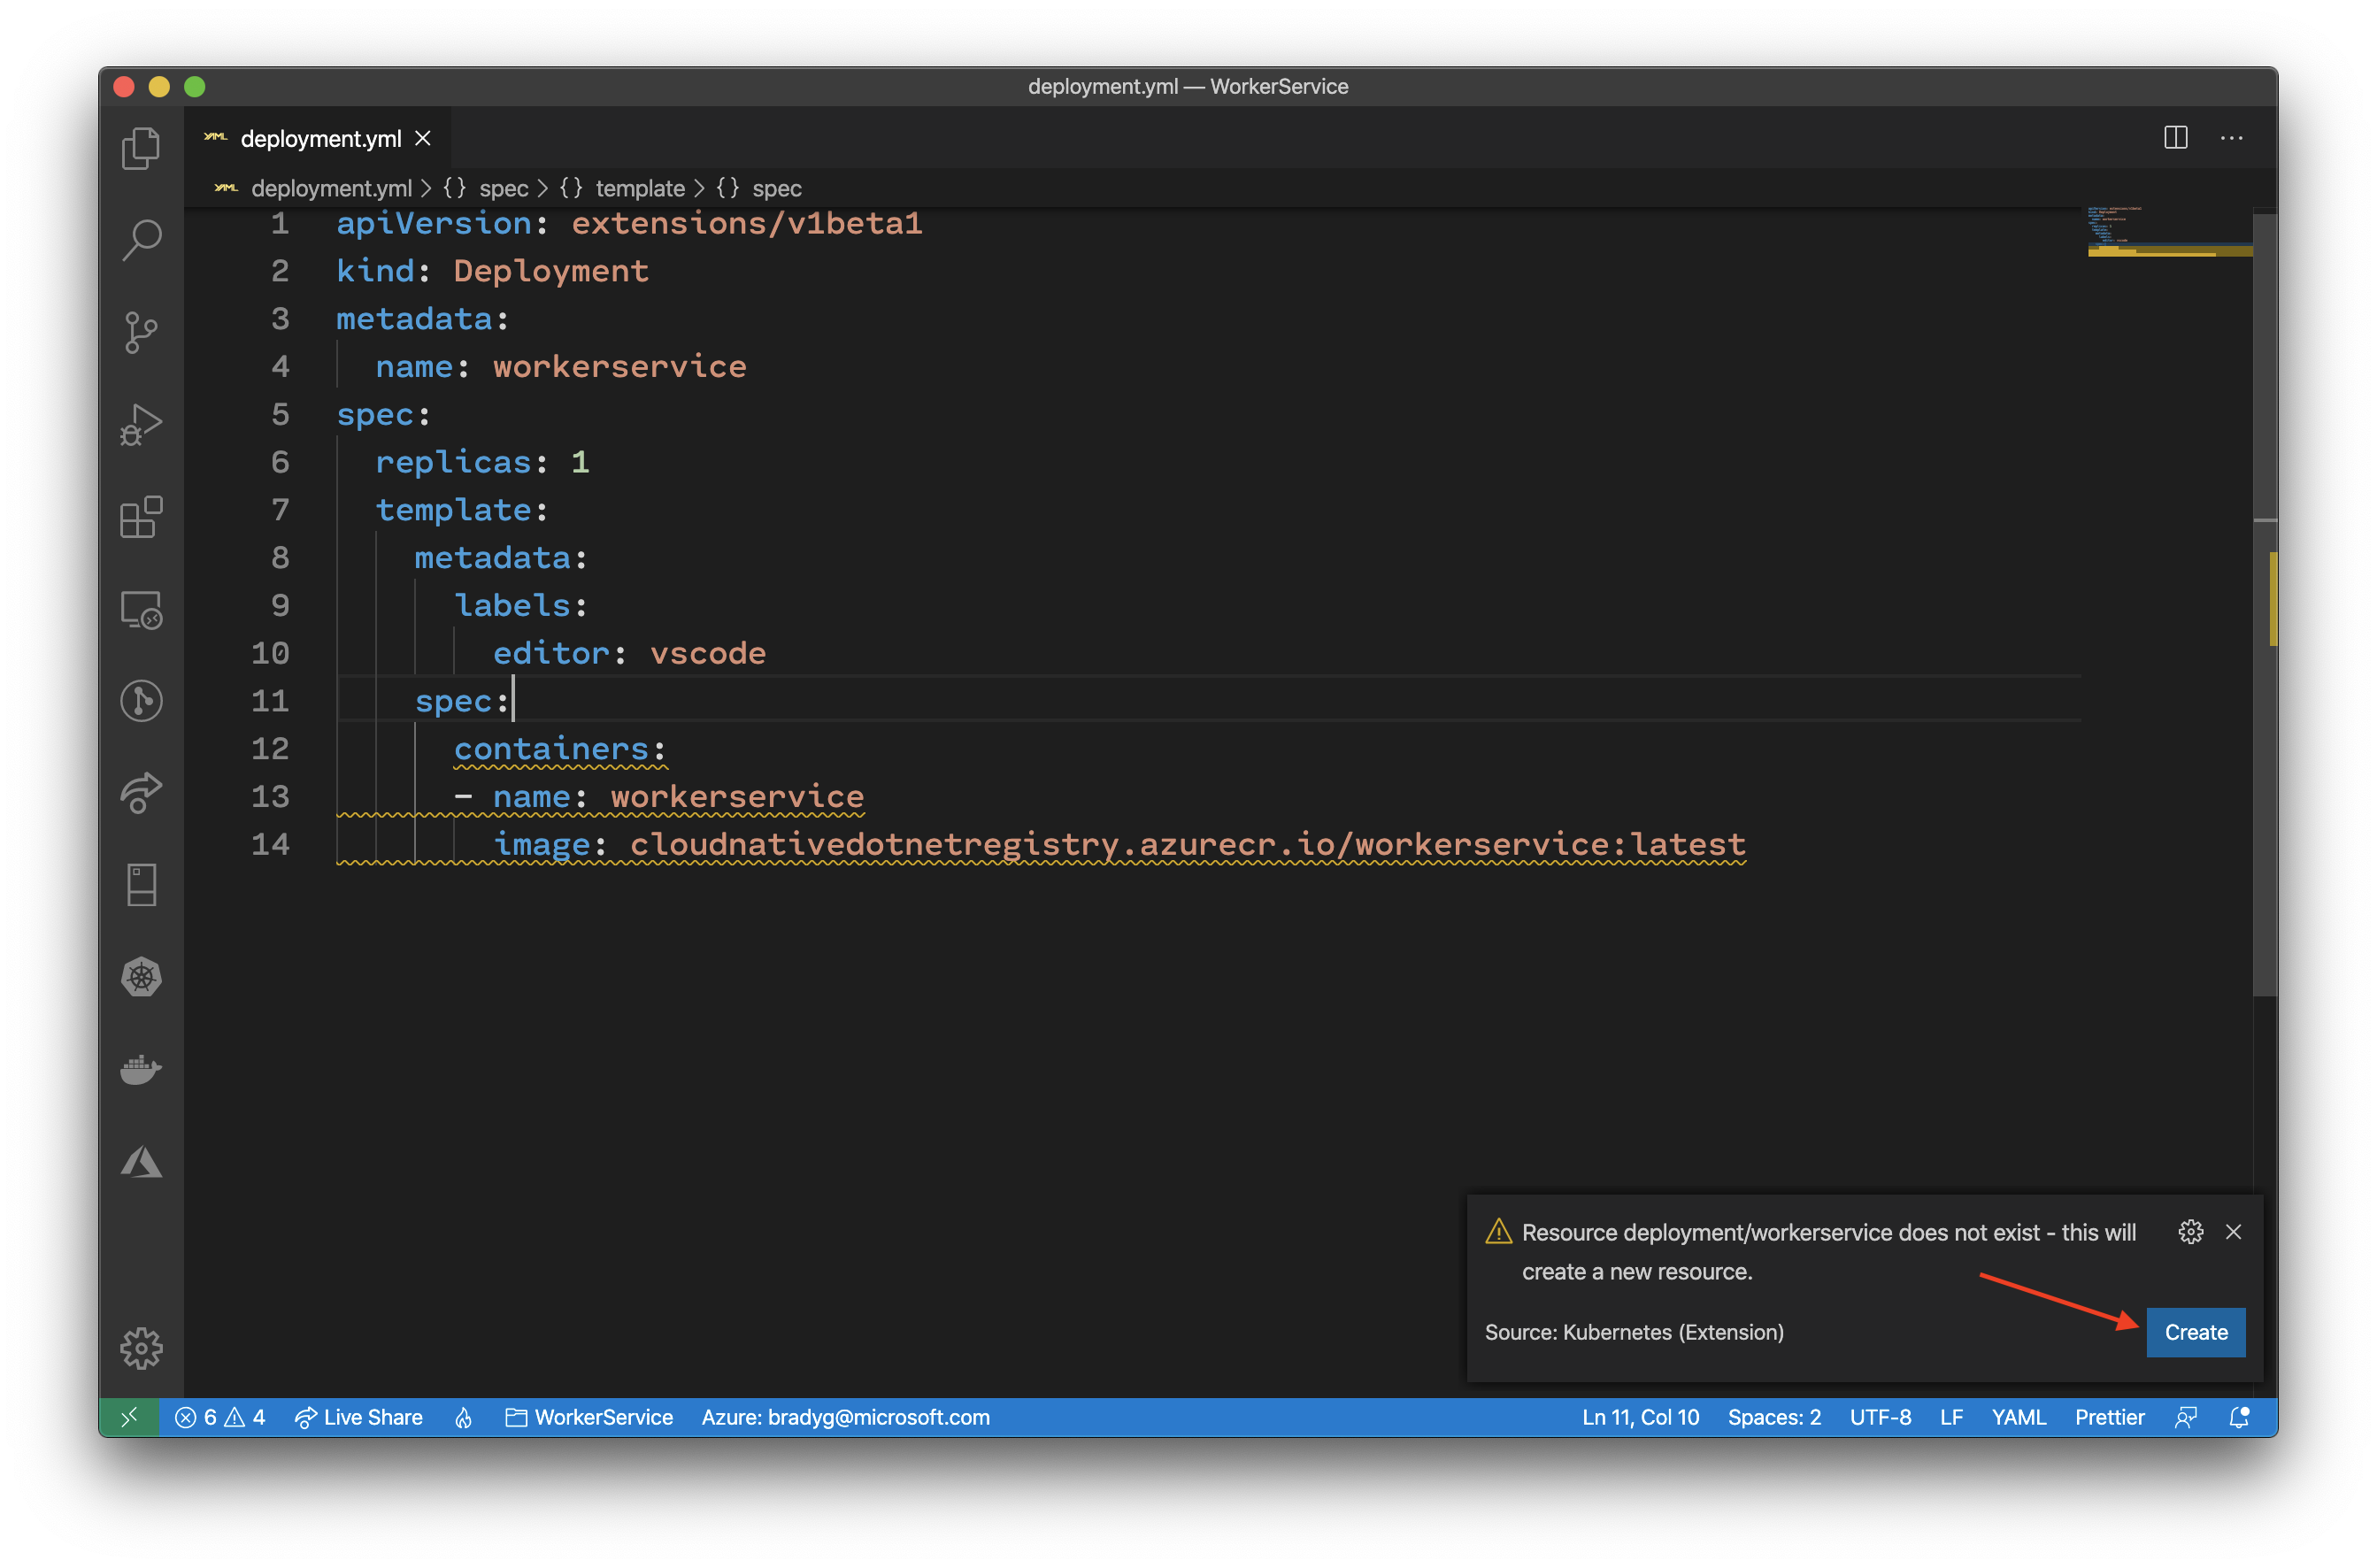 deployment.yml — WorkerService
YAML deployment.yml
YAML deployment.yml > {} spec > {} template > {} spec
1 apiVersion: extensions/v1beta1
2 kind: Deployment
3 metadata:
4   name: workerservice
5 spec:
6   replicas: 1
7   template:
8     metadata:
9       labels:
10         editor: vscode
11     spec:
12       containers:
13       - name: workerservice
14         image: cloudnativedotnetregistry.azurecr.io/workerservice:latest
Resource deployment/workerservice does not exist - this will
create a new resource.
Source: Kubernetes (Extension)
Create
6 4 Live Share WorkerService Azure: bradyg@microsoft.com Ln 11, Col 10 Spaces: 2 UTF-8 LF YAML Prettier